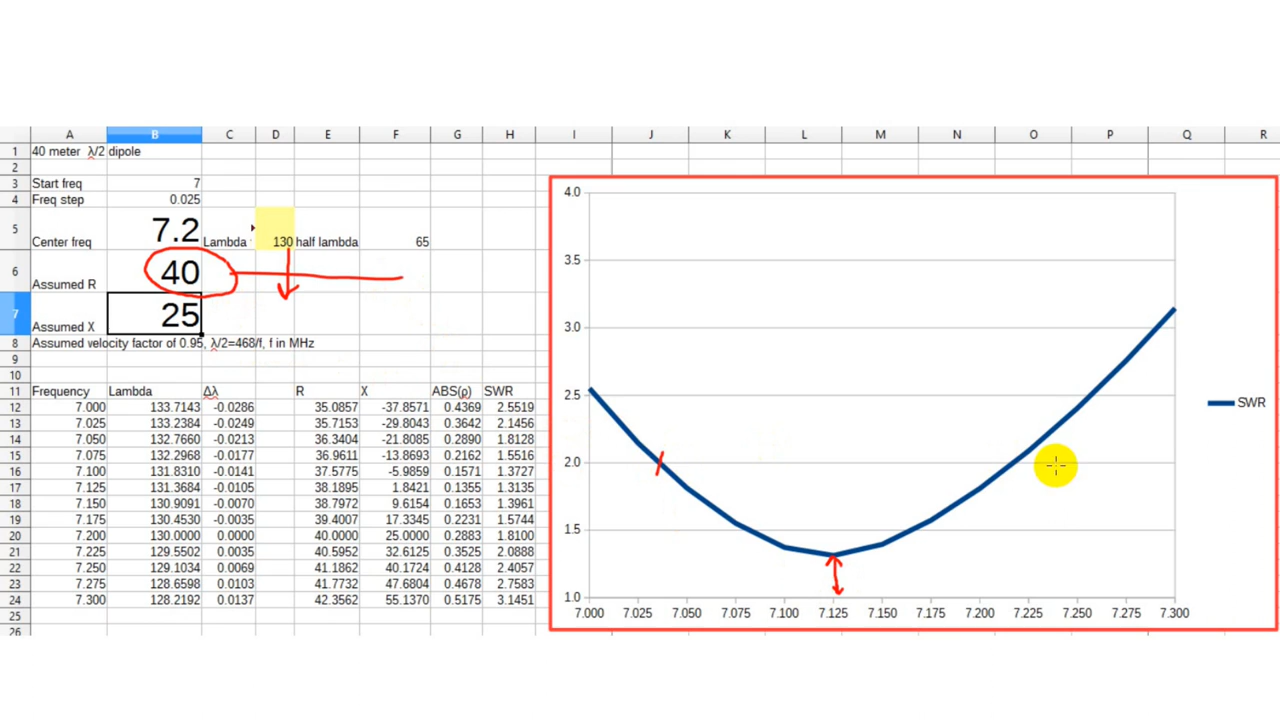 A B C D E F G H I J K L M N O P Q R
1 40 meter λ/2 dipole
2
3 Start freq 7
4 Freq step 0.025
5 Center freq 7.2 Lambda 130 half lambda 65
6 Assumed R 40
7 Assumed X 25
8 Assumed velocity factor of 0.95, λ/2=468/f, f in MHz
9
10
11 Frequency Lambda Δλ R X ABS(ρ) SWR
12 7.000 133.7143 -0.0286 35.0857 -37.8571 0.4369 2.5519
13 7.025 133.2384 -0.0249 35.7153 -29.8043 0.3642 2.1456
14 7.050 132.7660 -0.0213 36.3404 -21.8085 0.2890 1.8128
15 7.075 132.2968 -0.0177 36.9611 -13.8693 0.2162 1.5516
16 7.100 131.8310 -0.0141 37.5775 -5.9859 0.1571 1.3727
17 7.125 131.3684 -0.0105 38.1895 1.8421 0.1355 1.3135
18 7.150 130.9091 -0.0070 38.7972 9.6154 0.1653 1.3961
19 7.175 130.4530 -0.0035 39.4007 17.3345 0.2231 1.5744
20 7.200 130.0000 0.0000 40.0000 25.0000 0.2883 1.8100
21 7.225 129.5502 0.0035 40.5952 32.6125 0.3525 2.0888
22 7.250 129.1034 0.0069 41.1862 40.1724 0.4128 2.4057
23 7.275 128.6598 0.0103 41.7732 47.6804 0.4678 2.7583
24 7.300 128.2192 0.0137 42.3562 55.1370 0.5175 3.1451
25
26
4.0
3.5
3.0
2.5
2.0
1.5
1.0
7.000 7.025 7.050 7.075 7.100 7.125 7.150 7.175 7.200 7.225 7.250 7.275 7.300
SWR